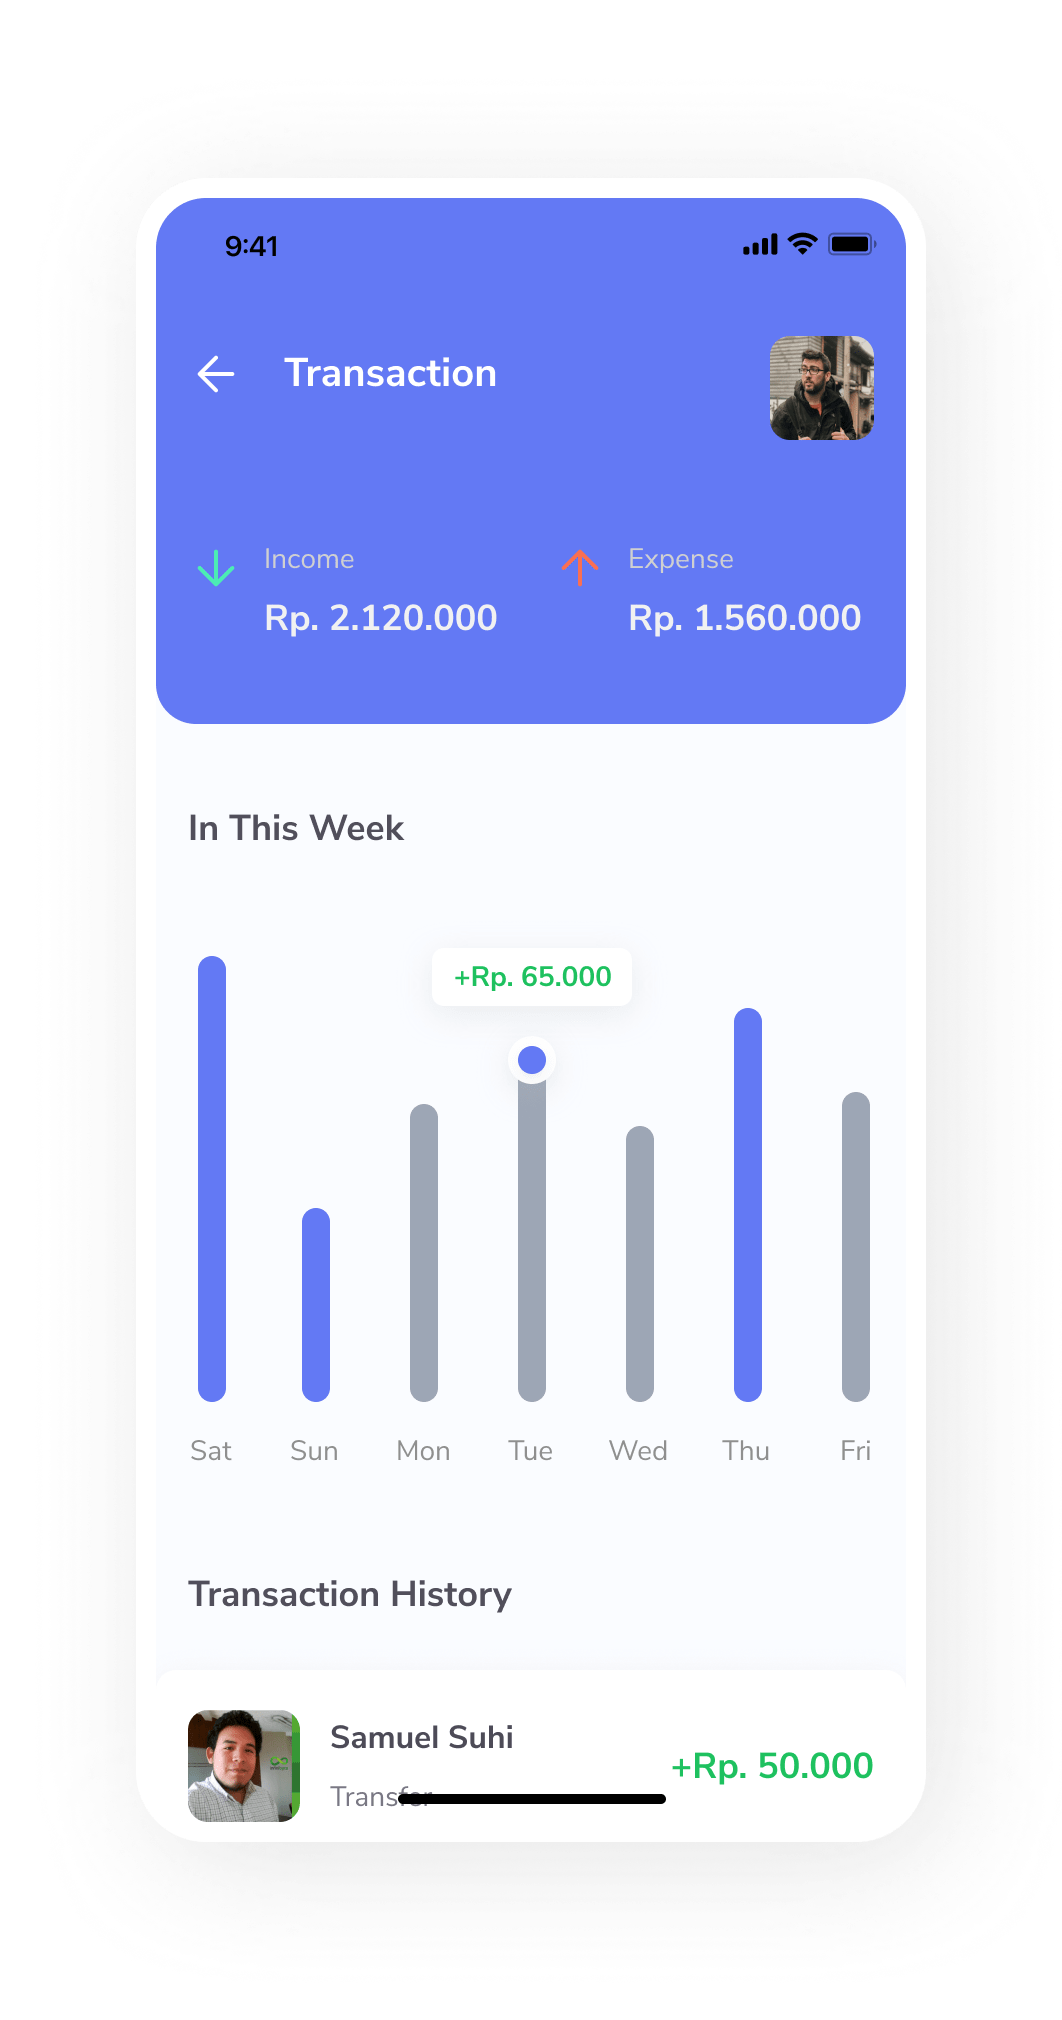 9:41
Transaction
Income
Rp. 2.120.000
Expense
Rp. 1.560.000
In This Week
+Rp. 65.000
Sat Sun Mon Tue Wed Thu Fri
Transaction History
Samuel Suhi
Transfer
+Rp. 50.000